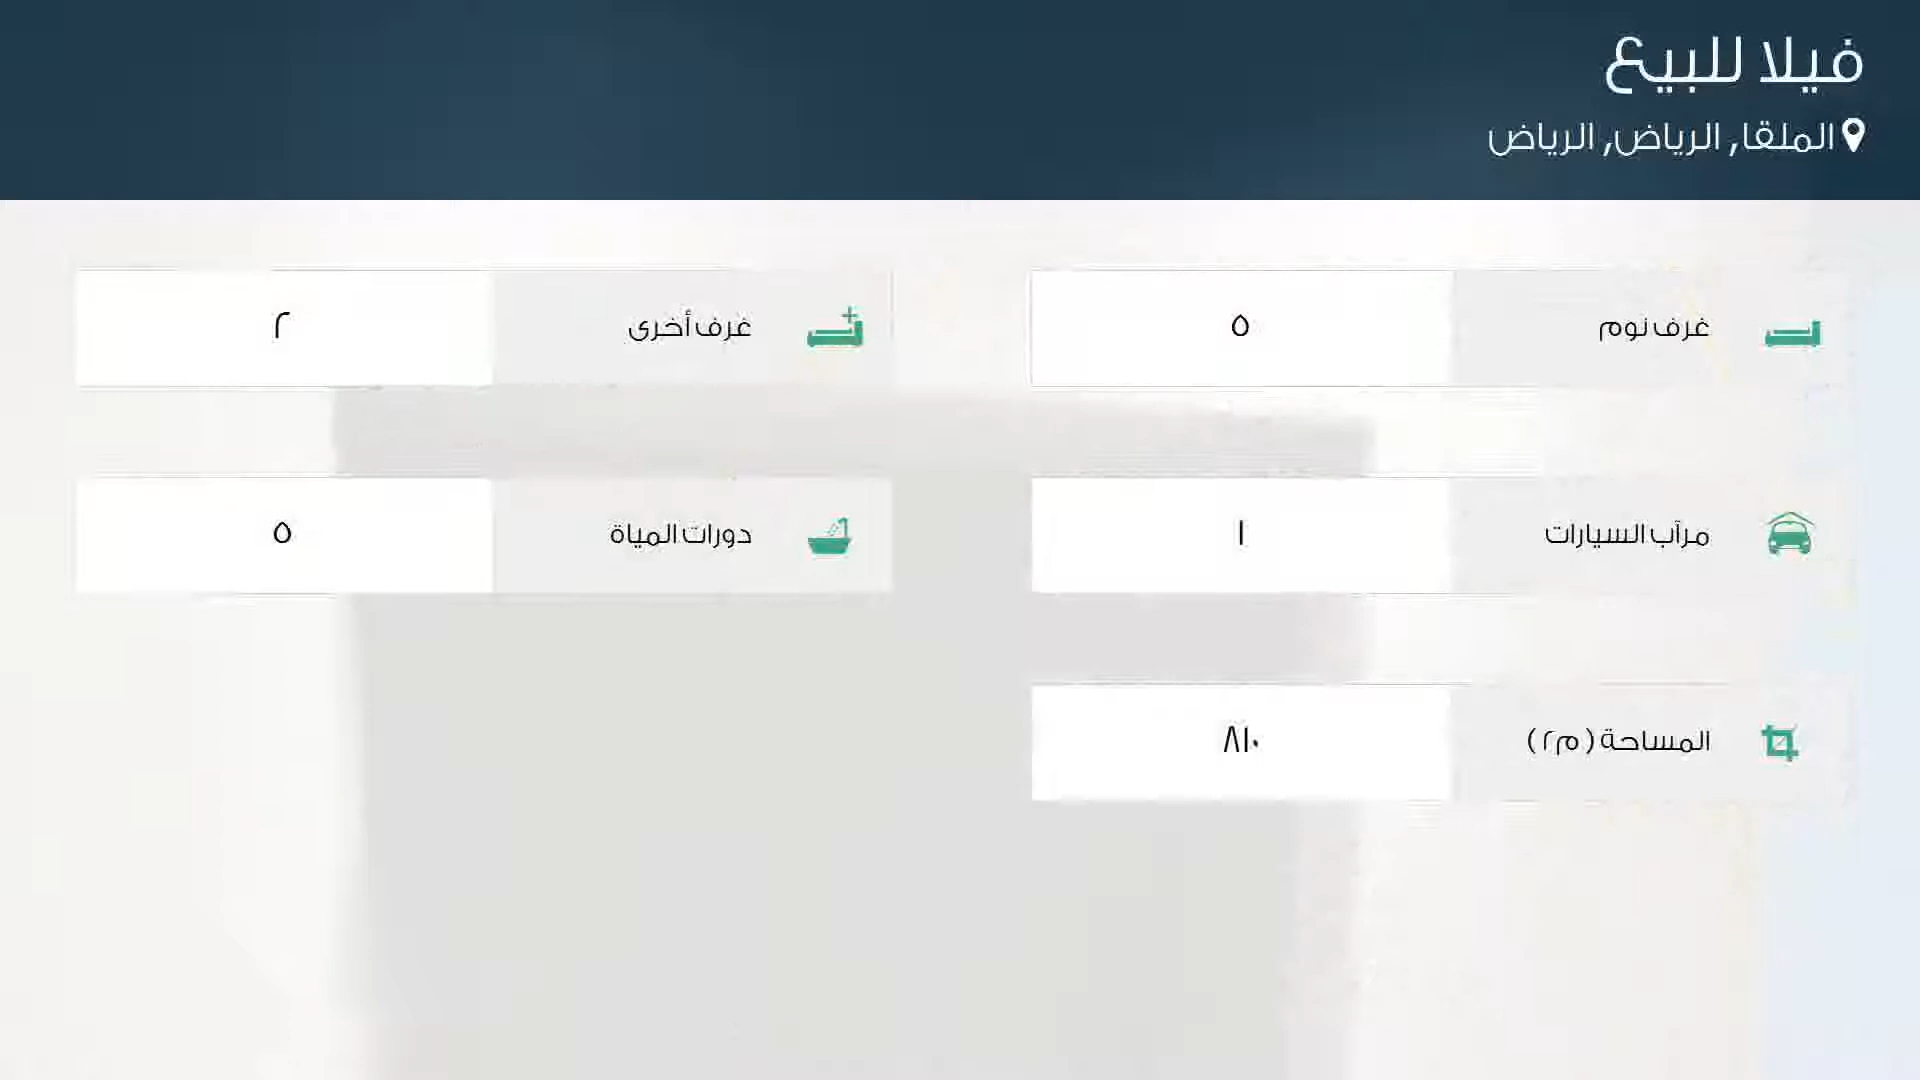 فيلا للبيع
الملقا, الرياض, الرياض
غرف نوم
٥
غرف أخرى
٢
مرآب السيارات
١
دورات المياة
٥
المساحة ( م٢ )
٨١٠